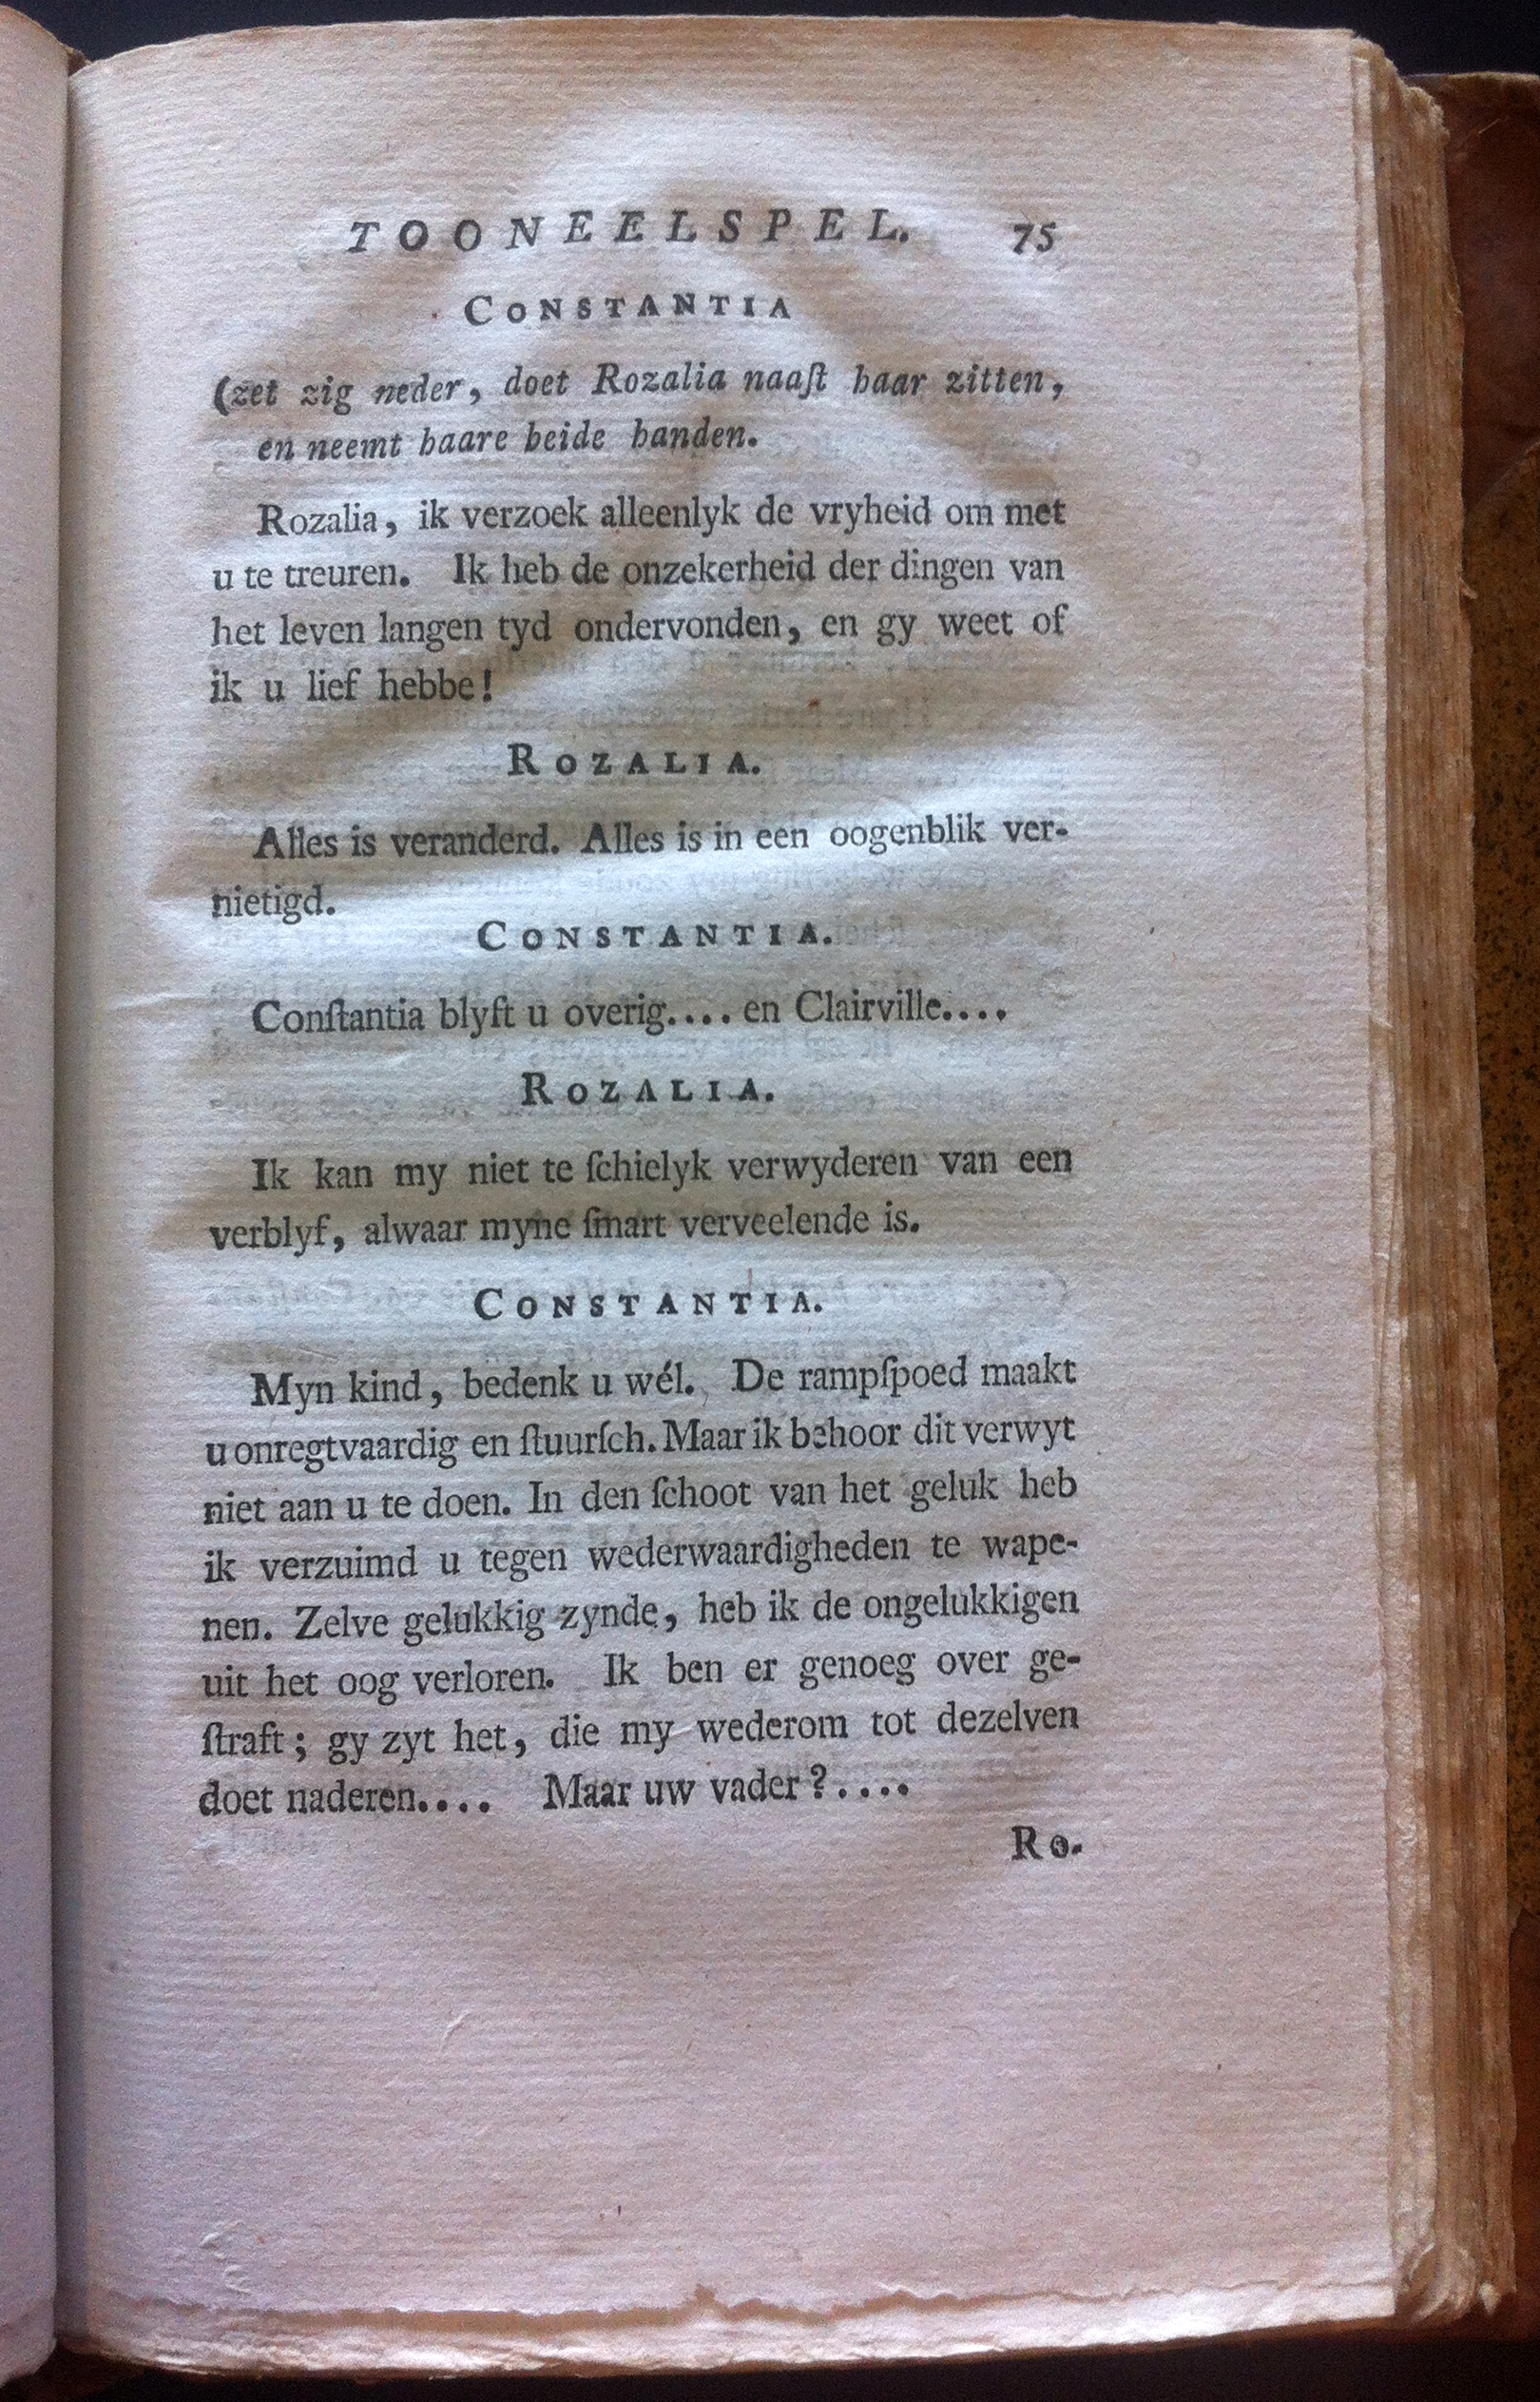 TOONEELSPEL. 75
CONSTANTIA
(zet zig neder, doet Rozalia naaſt haar zitten,
en neemt haare beide handen.
Rozalia, ik verzoek alleenlyk de vryheid om met
u te treuren. Ik heb de onzekerheid der dingen van
het leven langen tyd ondervonden, en gy weet of
ik u lief hebbe!
ROZALIA.
Alles is veranderd. Alles is in een oogenblik ver-
nietigd.
CONSTANTIA.
Conſtantia blyft u overig.... en Clairville....
ROZALIA.
Ik kan my niet te ſchielyk verwyderen van een
verblyf, alwaar myne ſmart verveelende is.
CONSTANTIA.
Myn kind, bedenk u wél. De rampſpoed maakt
u onregtvaardig en ſtuurſch. Maar ik behoor dit verwyt
niet aan u te doen. In den ſchoot van het geluk heb
ik verzuimd u tegen wederwaardigheden te wape-
nen. Zelve gelukkig zynde, heb ik de ongelukkigen
uit het oog verloren. Ik ben er genoeg over ge-
ſtraft; gy zyt het, die my wederom tot dezelven
doet naderen.... Maar uw vader?....
Ro-